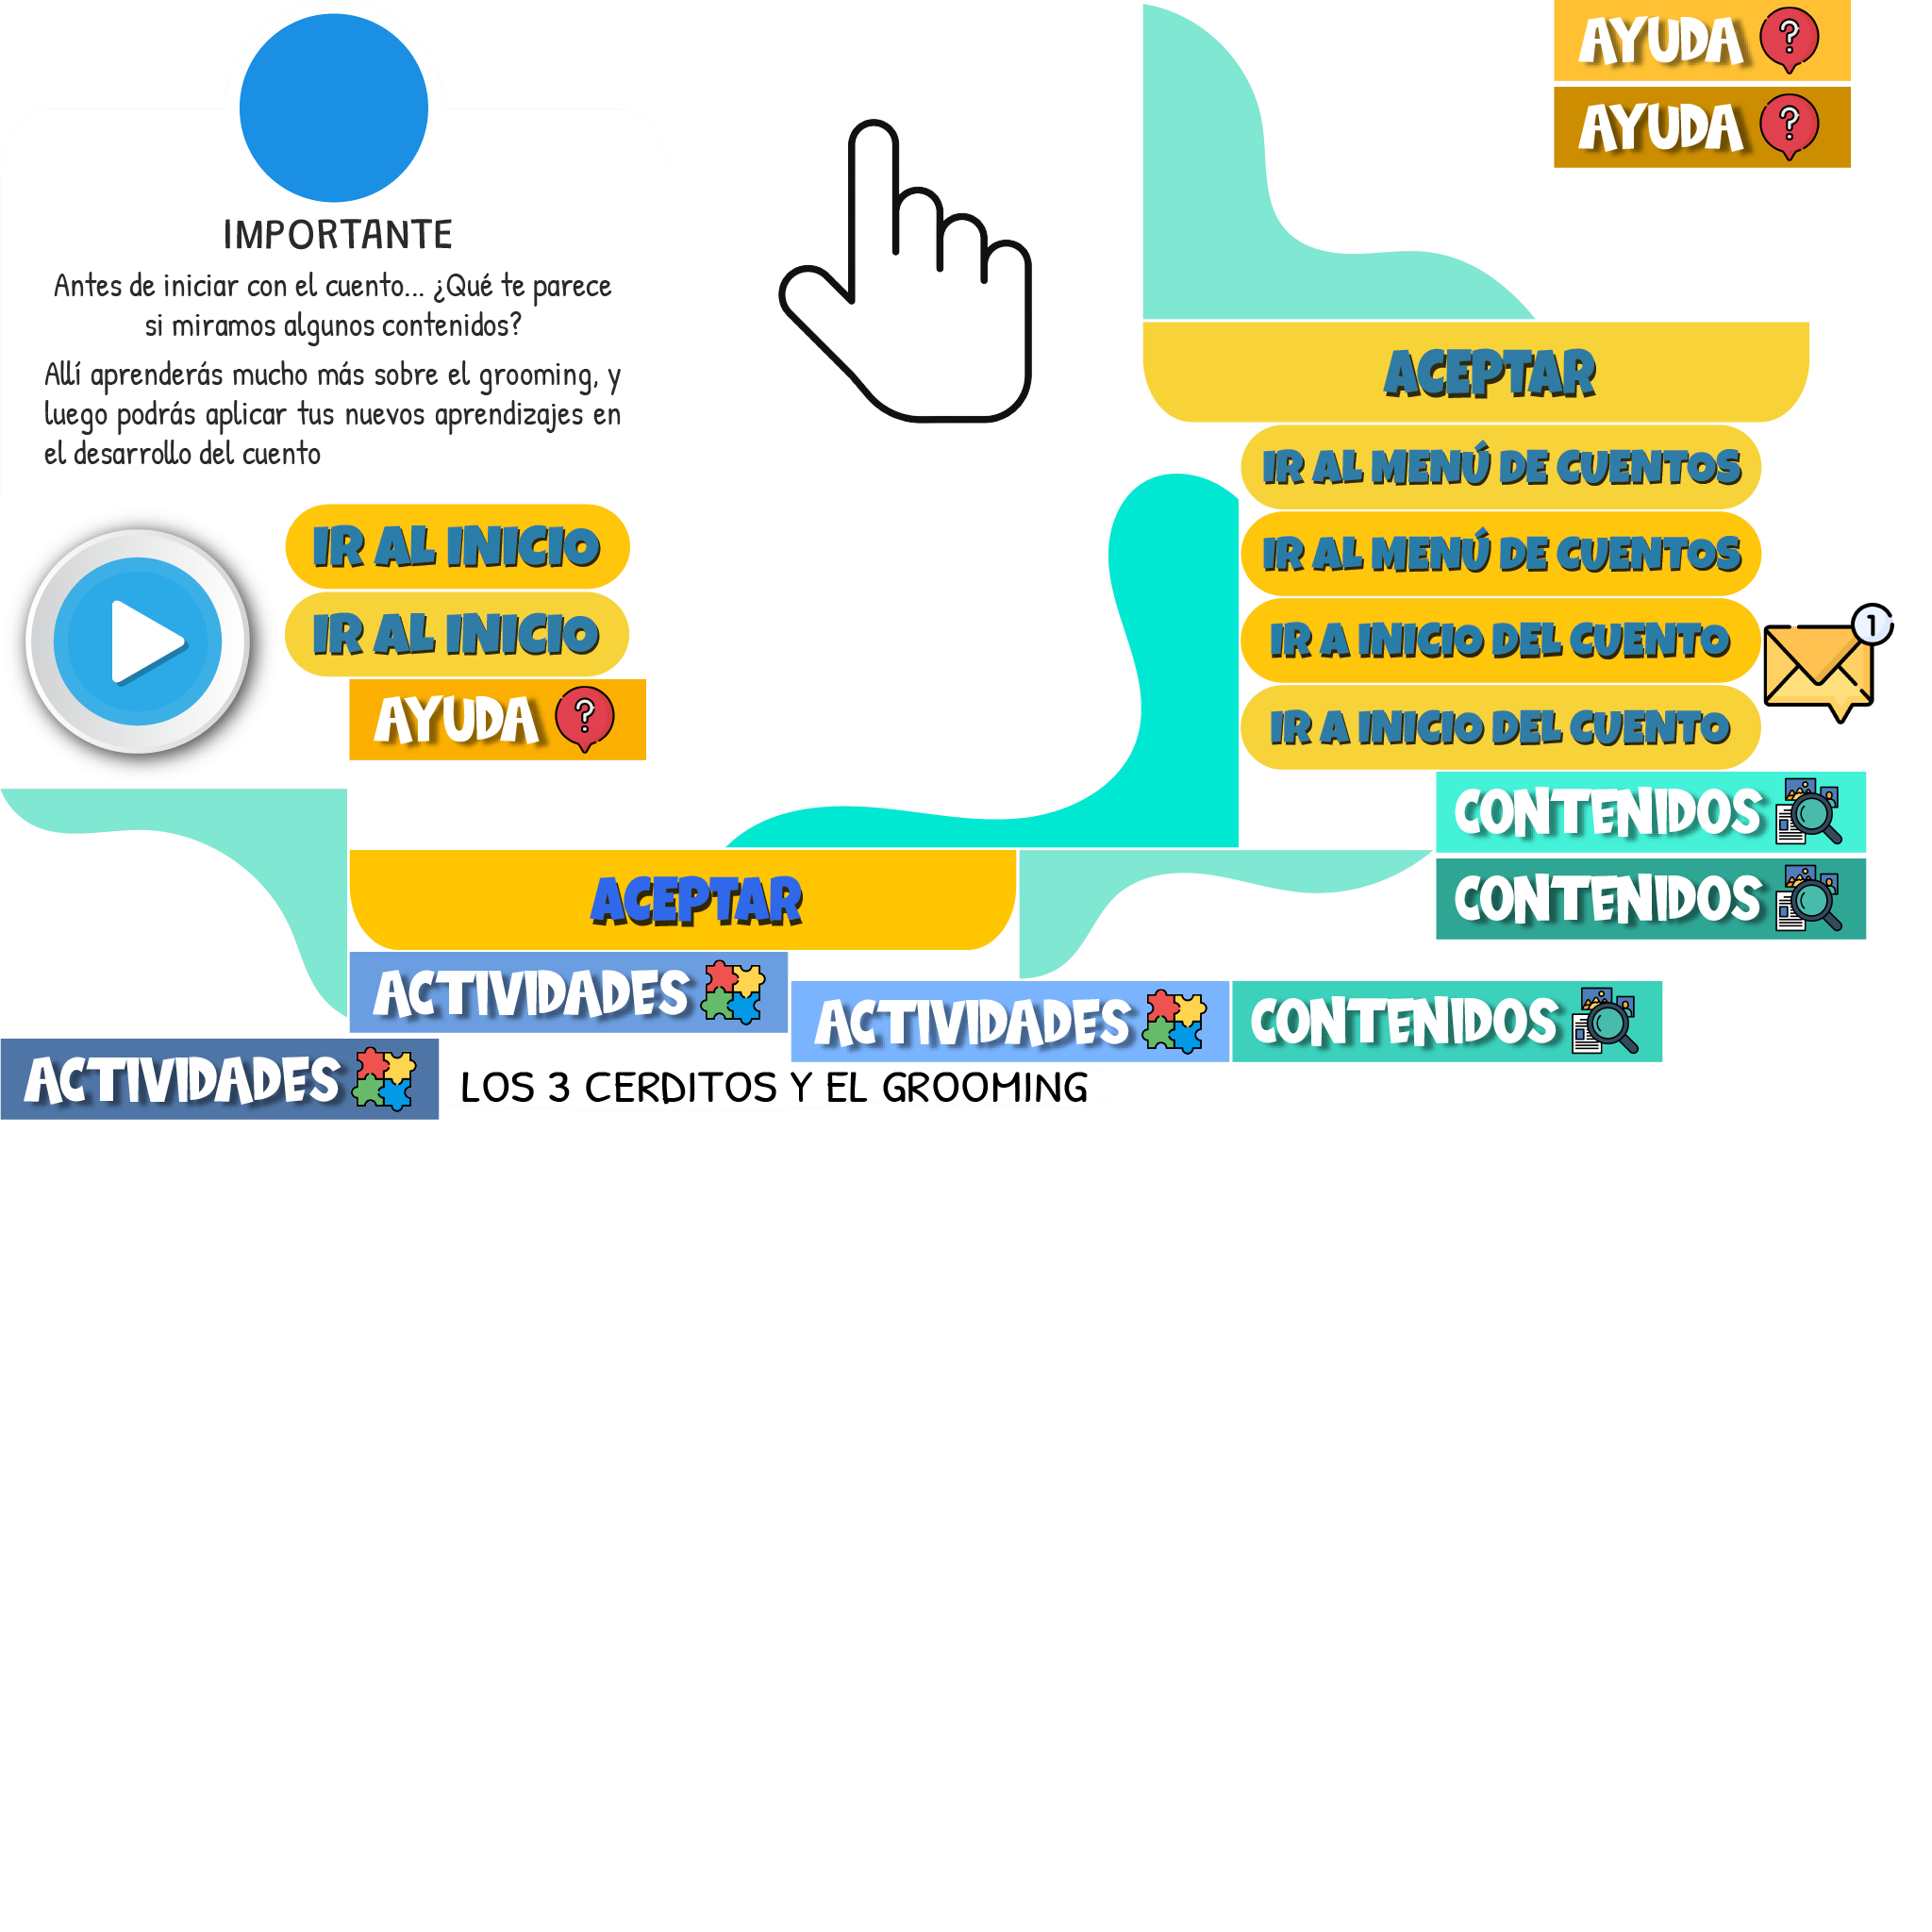 AYUDA ?
AYUDA ?
IMPORTANTE
Antes de iniciar con el cuento... ¿Qué te parece
si miramos algunos contenidos?
Allí aprenderás mucho más sobre el grooming, y
luego podrás aplicar tus nuevos aprendizajes en
el desarrollo del cuento
ACEPTAR
IR AL MENÚ DE CUENTOS
IR AL MENÚ DE CUENTOS
IR A INICIO DEL CUENTO
1
IR A INICIO DEL CUENTO
IR AL INICIO
IR AL INICIO
AYUDA ?
CONTENIDOS
CONTENIDOS
ACEPTAR
ACTIVIDADES
ACTIVIDADES
CONTENIDOS
ACTIVIDADES
LOS 3 CERDITOS Y EL GROOMING